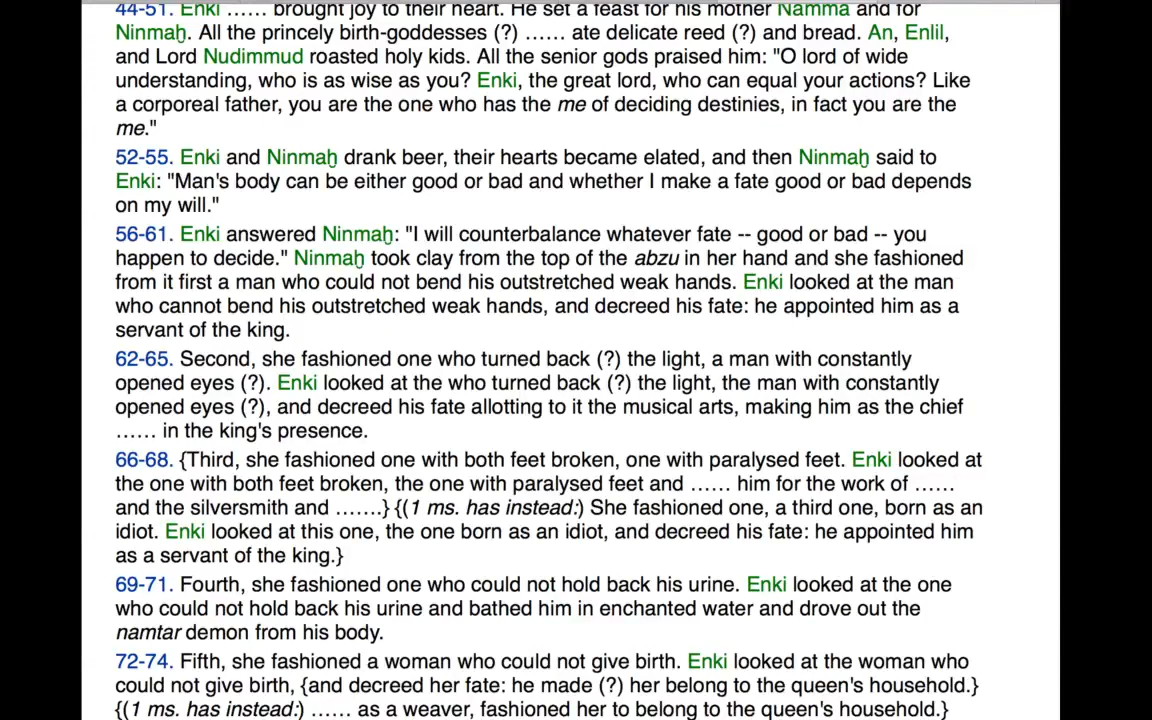 44-51. Enki ...... brought joy to their heart. He set a feast for his mother Namma and for
Ninmaḫ. All the princely birth-goddesses (?) ...... ate delicate reed (?) and bread. An, Enlil,
and Lord Nudimmud roasted holy kids. All the senior gods praised him: "O lord of wide
understanding, who is as wise as you? Enki, the great lord, who can equal your actions? Like
a corporeal father, you are the one who has the me of deciding destinies, in fact you are the
me."
52-55. Enki and Ninmaḫ drank beer, their hearts became elated, and then Ninmaḫ said to
Enki: "Man's body can be either good or bad and whether I make a fate good or bad depends
on my will."
56-61. Enki answered Ninmaḫ: "I will counterbalance whatever fate -- good or bad -- you
happen to decide." Ninmaḫ took clay from the top of the abzu in her hand and she fashioned
from it first a man who could not bend his outstretched weak hands. Enki looked at the man
who cannot bend his outstretched weak hands, and decreed his fate: he appointed him as a
servant of the king.
62-65. Second, she fashioned one who turned back (?) the light, a man with constantly
opened eyes (?). Enki looked at the who turned back (?) the light, the man with constantly
opened eyes (?), and decreed his fate allotting to it the musical arts, making him as the chief
...... in the king's presence.
66-68. {Third, she fashioned one with both feet broken, one with paralysed feet. Enki looked at
the one with both feet broken, the one with paralysed feet and ...... him for the work of ......
and the silversmith and .......} {(1 ms. has instead:) She fashioned one, a third one, born as an
idiot. Enki looked at this one, the one born as an idiot, and decreed his fate: he appointed him
as a servant of the king.}
69-71. Fourth, she fashioned one who could not hold back his urine. Enki looked at the one
who could not hold back his urine and bathed him in enchanted water and drove out the
namtar demon from his body.
72-74. Fifth, she fashioned a woman who could not give birth. Enki looked at the woman who
could not give birth, {and decreed her fate: he made (?) her belong to the queen's household.}
{(1 ms. has instead:) ...... as a weaver, fashioned her to belong to the queen's household.}